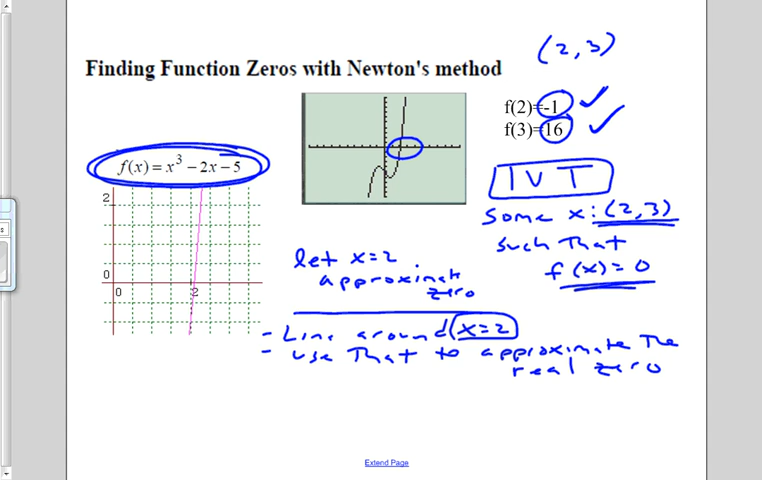 (2,3)
Finding Function Zeros with Newton's method
f(2)=-1
f(3)=16
f(x) = x³ − 2x − 5
IVT
Some x: (2,3)
such that
f(x)=0
2
0
0
2
let x=2
approximate
zero
- Line around x=2
- use that to approximate the
real zero
Extend Page